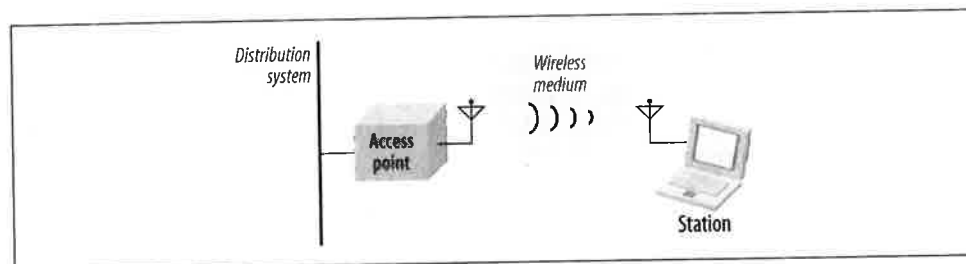 Distribution
system
Access
point
Wireless
medium
Station